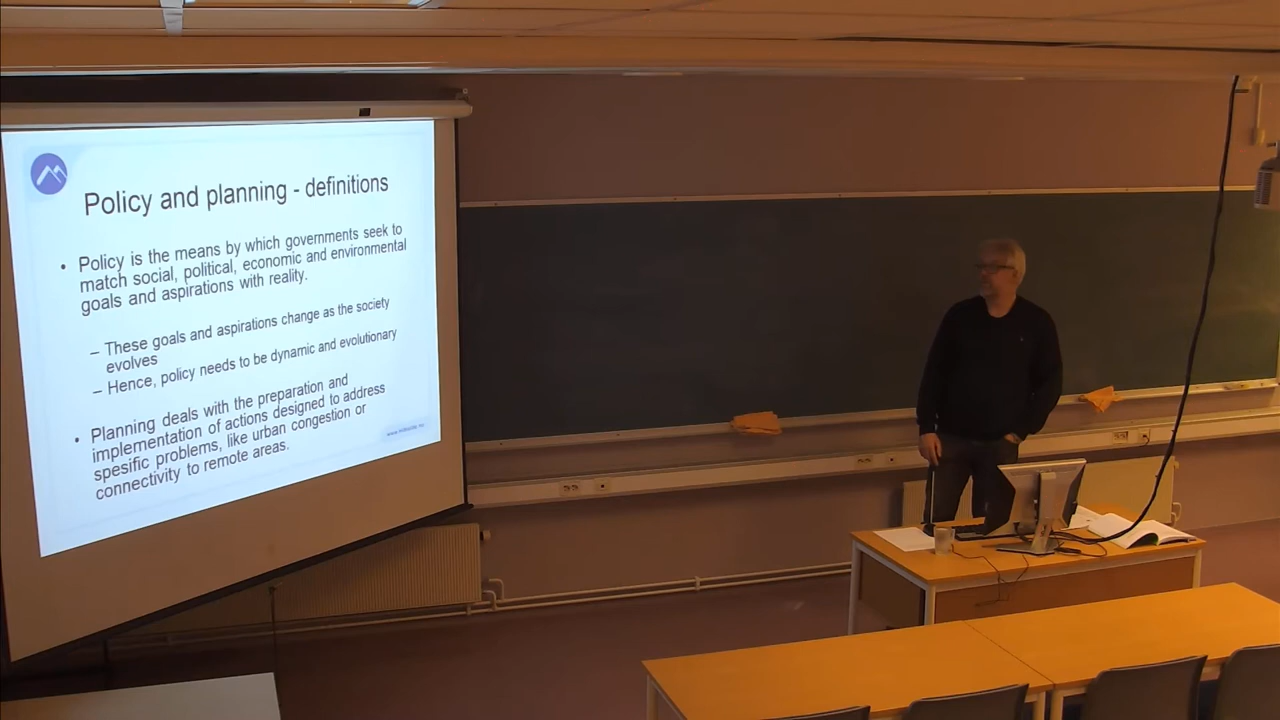 Policy and planning - definitions
• Policy is the means by which governments seek to
match social, political, economic and environmental
goals and aspirations with reality.
– These goals and aspirations change as the society
evolves
– Hence, policy needs to be dynamic and evolutionary
• Planning deals with the preparation and
implementation of actions designed to address
spesific problems, like urban congestion or
connectivity to remote areas.